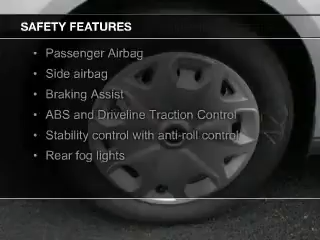 SAFETY FEATURES
• Passenger Airbag
• Side airbag
• Braking Assist
• ABS and Driveline Traction Control
• Stability control with anti-roll control
• Rear fog lights